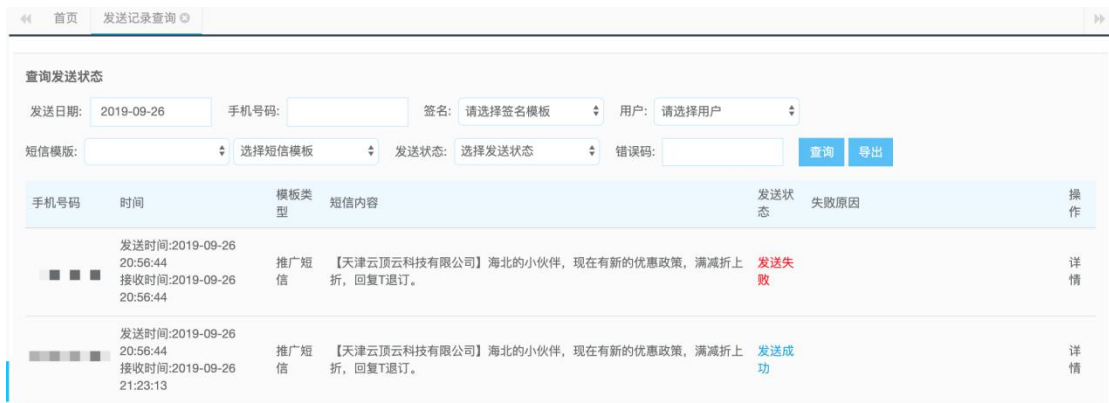 首页 发送记录查询
查询发送状态
发送日期: 2019-09-26 手机号码: 签名: 请选择签名模板 用户: 请选择用户
短信模版: 选择短信模板 发送状态: 选择发送状态 错误码: 查询 导出
手机号码 时间 模板类型 短信内容 发送状态 失败原因 操作
发送时间:2019-09-26
20:56:44
接收时间:2019-09-26
20:56:44
推广短信
【天津云顶云科技有限公司】海北的小伙伴，现在有新的优惠政策，满减折上
折，回复T退订。
发送失败
详情
发送时间:2019-09-26
20:56:44
接收时间:2019-09-26
21:23:13
推广短信
【天津云顶云科技有限公司】海北的小伙伴，现在有新的优惠政策，满减折上
折，回复T退订。
发送成功
详情